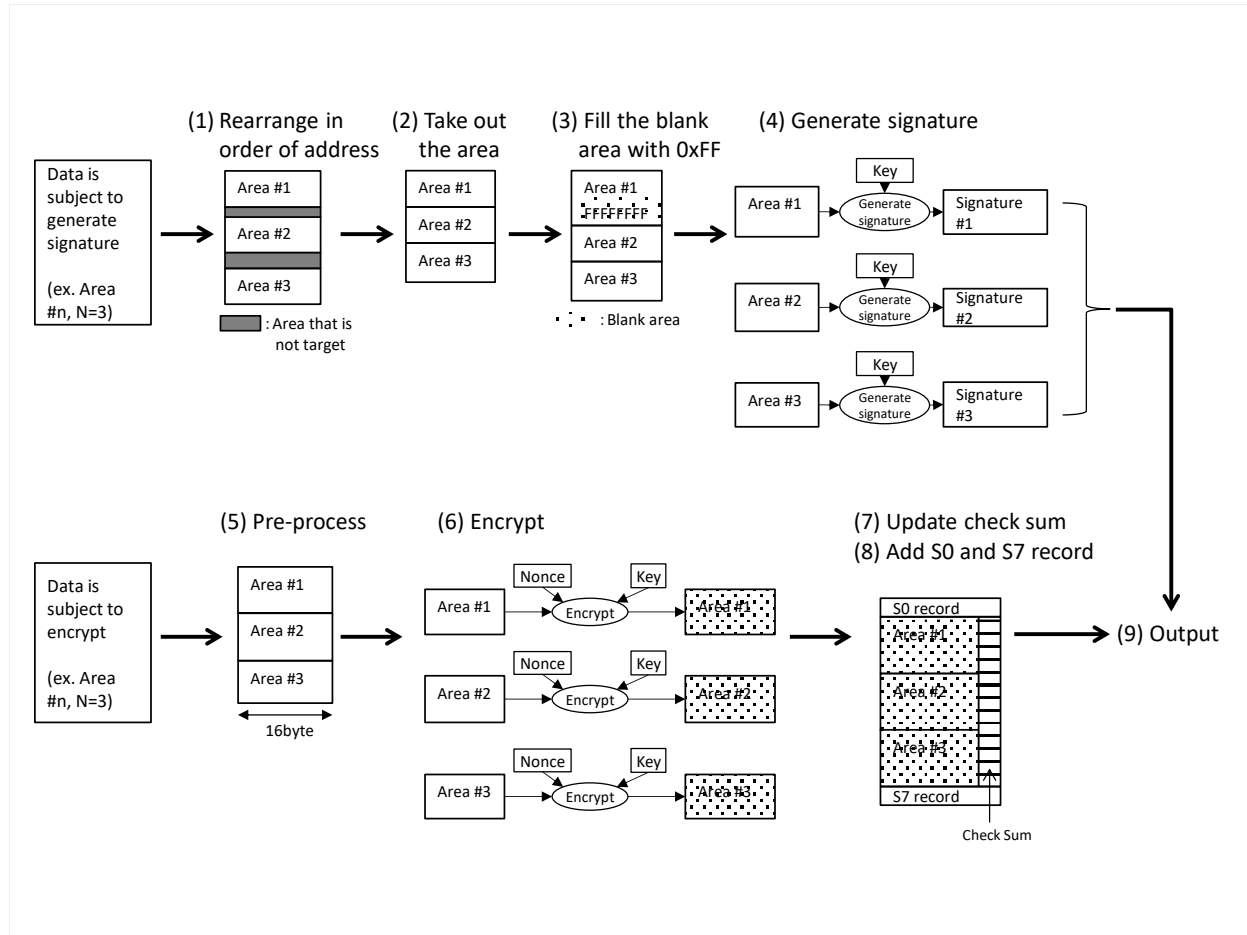 (1) Rearrange in
order of address
(2) Take out
the area
(3) Fill the blank
area with 0xFF
(4) Generate signature
Data is
subject to
generate
signature
(ex. Area
#n, N=3)
Area #1
Area #2
Area #3
: Area that is
not target
Area #1
Area #2
Area #3
Area #1
FFFFFFFF
Area #2
Area #3
: Blank area
Key
Area #1
Generate
signature
Signature
#1
Key
Area #2
Generate
signature
Signature
#2
Key
Area #3
Generate
signature
Signature
#3
(5) Pre-process
(6) Encrypt
(7) Update check sum
(8) Add S0 and S7 record
Data is
subject to
encrypt
(ex. Area
#n, N=3)
Area #1
Area #2
Area #3
16byte
Nonce
Key
Area #1
Encrypt
Area #1
Nonce
Key
Area #2
Encrypt
Area #2
Nonce
Key
Area #3
Encrypt
Area #3
S0 record
Area #1
Area #2
Area #3
S7 record
Check Sum
(9) Output